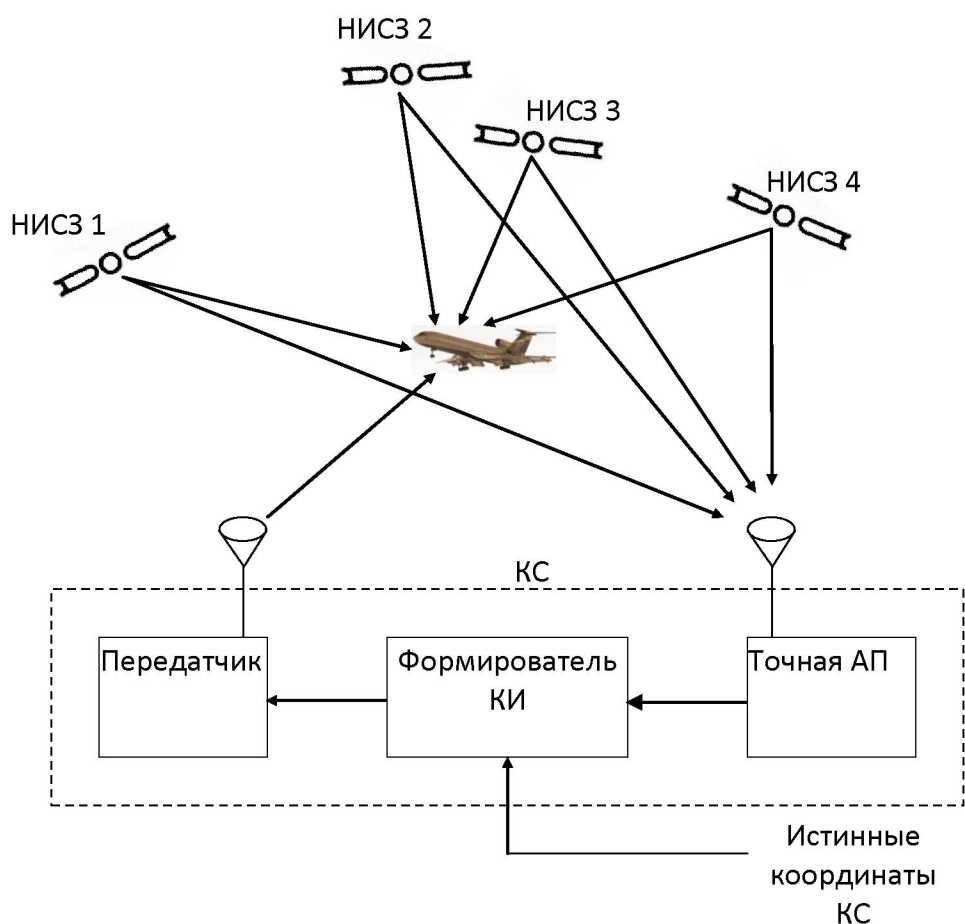 НИСЗ 2
НИСЗ 3
НИСЗ 4
НИСЗ 1
КС
Передатчик
Формирователь
КИ
Точная АП
Истинные
координаты
КС